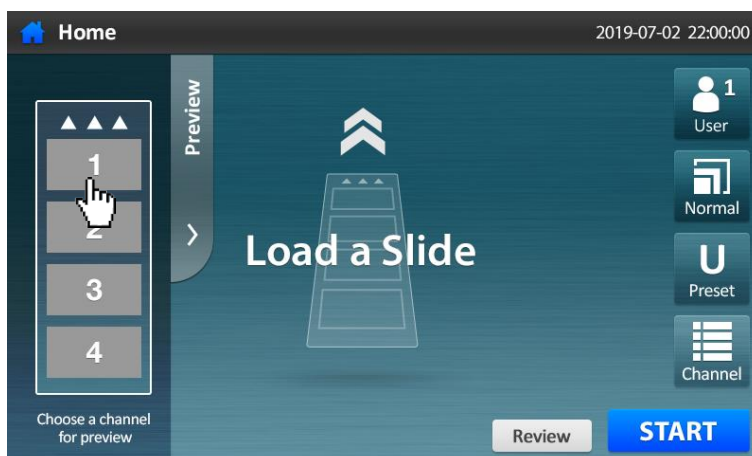 Home
2019-07-02 22:00:00
1
2
3
4
Choose a channel
for preview
Preview
Load a Slide
1
User
Normal
U
Preset
Channel
Review
START